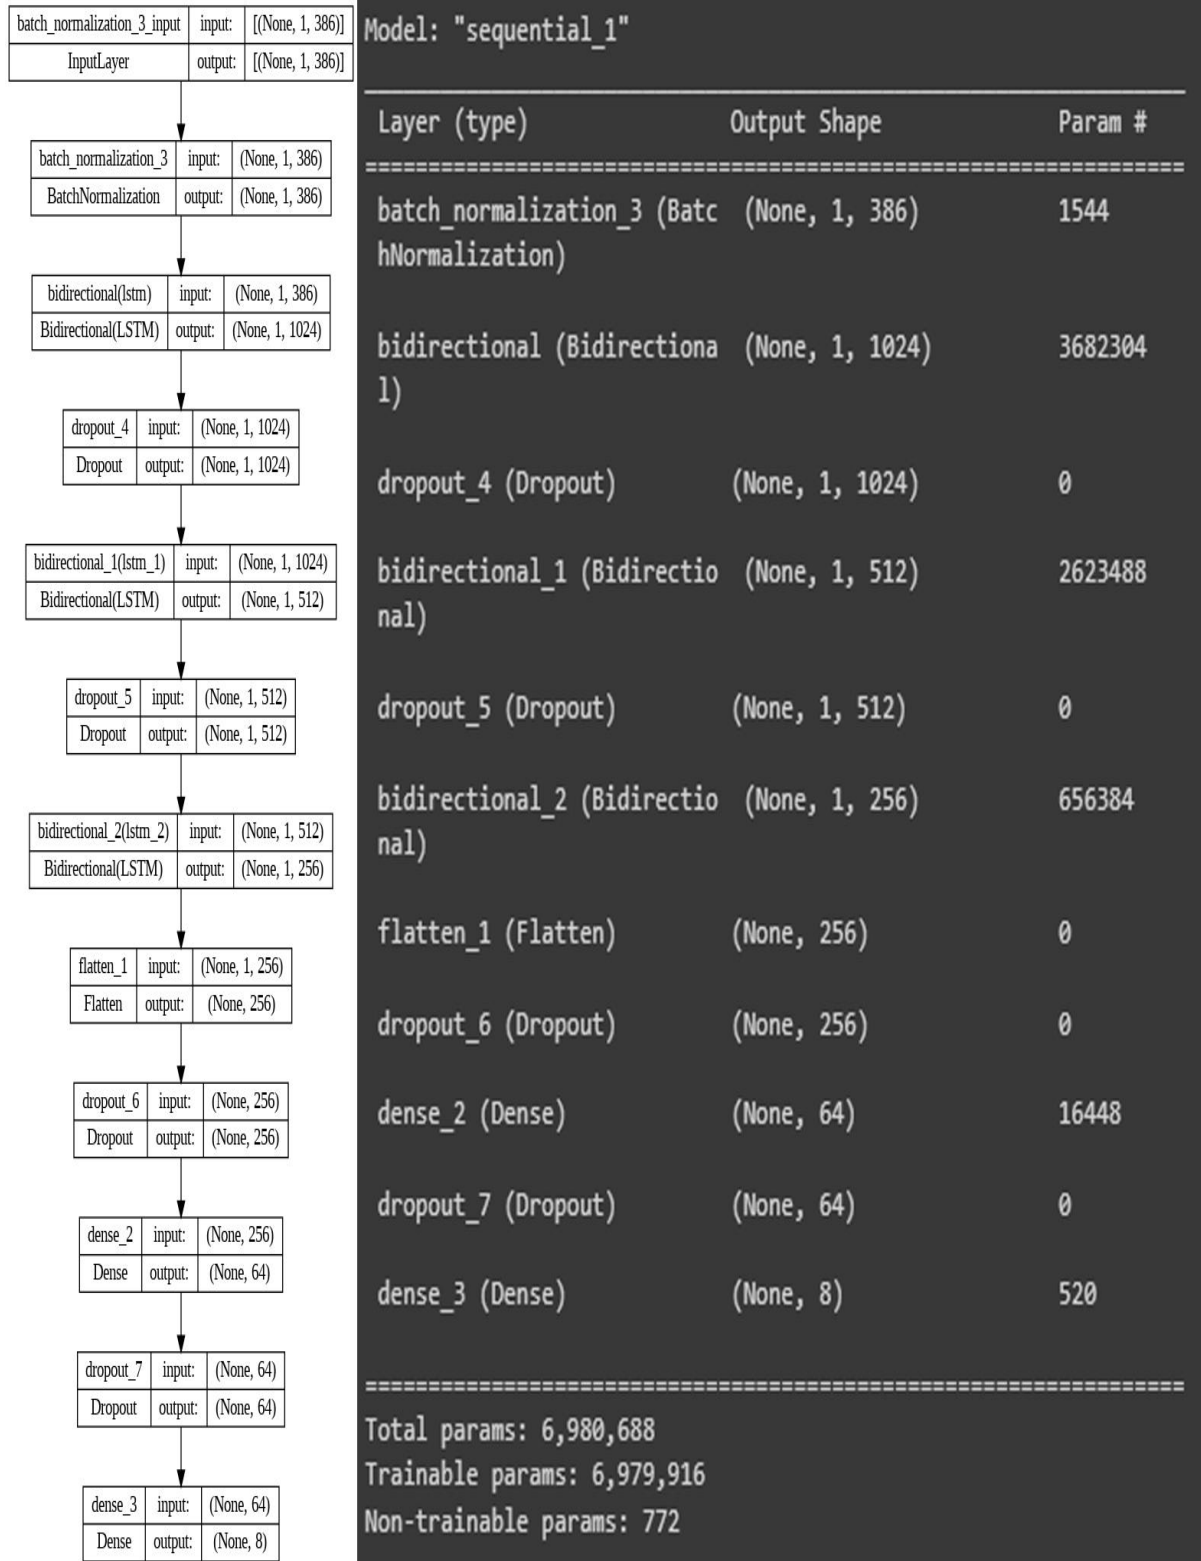 batch_normalization_3_input input: [(None, 1, 386)]
InputLayer output: [(None, 1, 386)]
batch_normalization_3 input: (None, 1, 386)
BatchNormalization output: (None, 1, 386)
bidirectional(lstm) input: (None, 1, 386)
Bidirectional(LSTM) output: (None, 1, 1024)
dropout_4 input: (None, 1, 1024)
Dropout output: (None, 1, 1024)
bidirectional_1(lstm_1) input: (None, 1, 1024)
Bidirectional(LSTM) output: (None, 1, 512)
dropout_5 input: (None, 1, 512)
Dropout output: (None, 1, 512)
bidirectional_2(lstm_2) input: (None, 1, 512)
Bidirectional(LSTM) output: (None, 1, 256)
flatten_1 input: (None, 1, 256)
Flatten output: (None, 256)
dropout_6 input: (None, 256)
Dropout output: (None, 256)
dense_2 input: (None, 256)
Dense output: (None, 64)
dropout_7 input: (None, 64)
Dropout output: (None, 64)
dense_3 input: (None, 64)
Dense output: (None, 8)
Model: "sequential_1"
Layer (type) Output Shape Param #
batch_normalization_3 (Batc (None, 1, 386) 1544
hNormalization)
bidirectional (Bidirectiona (None, 1, 1024) 3682304
l)
dropout_4 (Dropout) (None, 1, 1024) 0
bidirectional_1 (Bidirectio (None, 1, 512) 2623488
nal)
dropout_5 (Dropout) (None, 1, 512) 0
bidirectional_2 (Bidirectio (None, 1, 256) 656384
nal)
flatten_1 (Flatten) (None, 256) 0
dropout_6 (Dropout) (None, 256) 0
dense_2 (Dense) (None, 64) 16448
dropout_7 (Dropout) (None, 64) 0
dense_3 (Dense) (None, 8) 520
Total params: 6,980,688
Trainable params: 6,979,916
Non-trainable params: 772